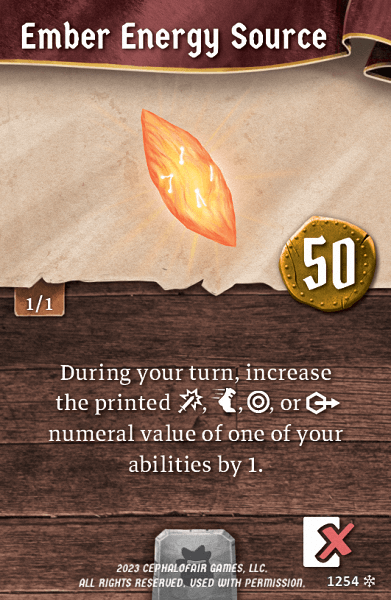 Ember Energy Source
50
1/1
During your turn, increase
the printed , , , or
numeral value of one of your
abilities by 1.
2023 CEPHALOFAIR GAMES, LLC.
ALL RIGHTS RESERVED. USED WITH PERMISSION.
1254